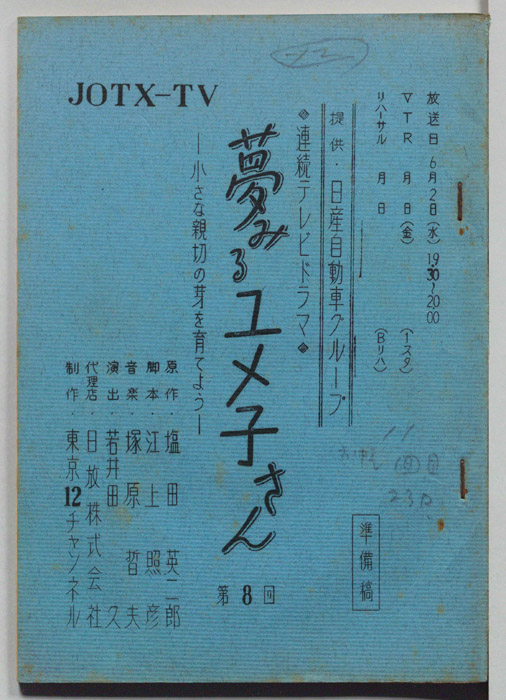 放送日 6月2日(水) 19:30~20:00
VTR 月 日(金) (1スタ)
リハーサル 月 日 (Bリハ)
提供・日産自動車グループ
◆連続テレビドラマ◆
夢みるユメ子さん
第8回
―小さな親切の芽を育てよう―
JOTX-TV
原作・塩田 英二郎
脚本・江上 照彦
音楽・塚原 哲夫
演出・若井田 久
代理店・日放株式会社
制作・東京12チャンネル
準備稿
11
回目